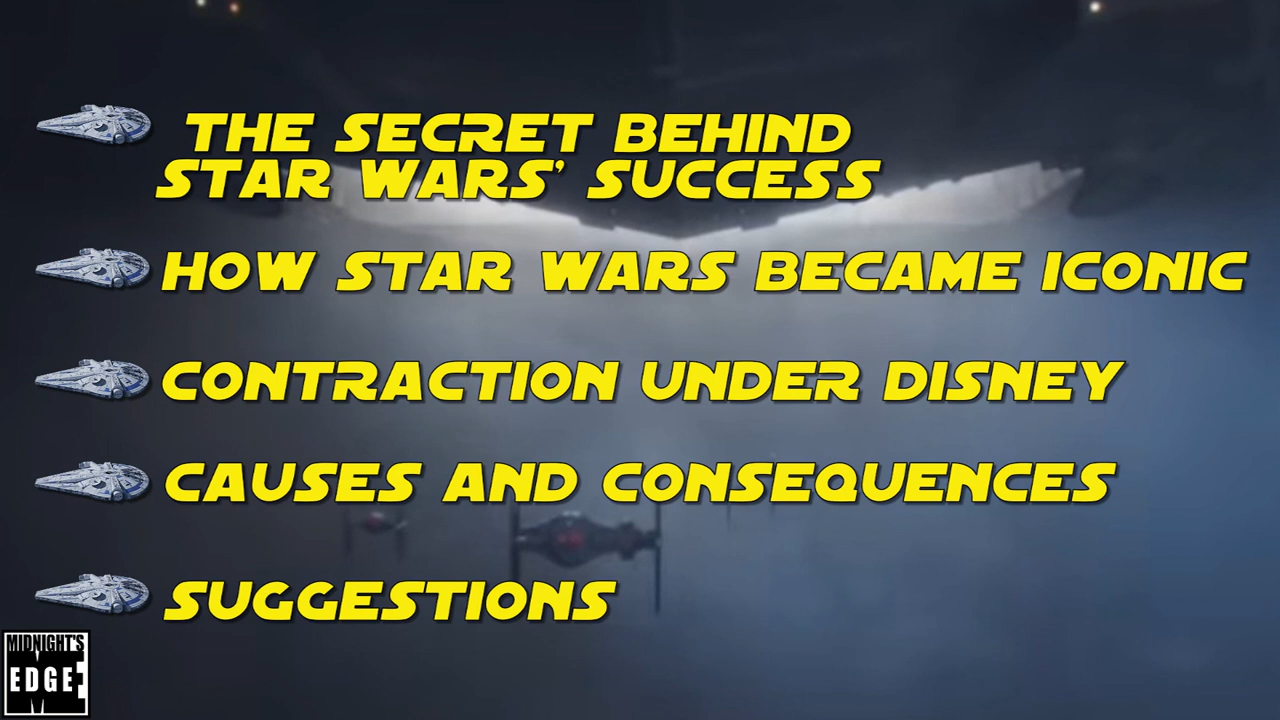 THE SECRET BEHIND
STAR WARS' SUCCESS
HOW STAR WARS BECAME ICONIC
CONTRACTION UNDER DISNEY
CAUSES AND CONSEQUENCES
SUGGESTIONS
MIDNIGHT'S
EDGE
ME